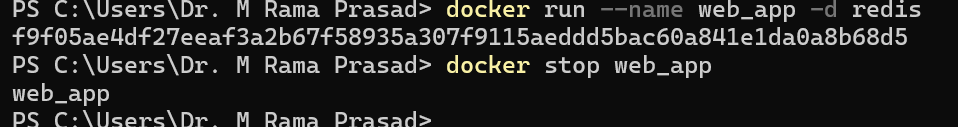 PS C:\Users\Dr. M Rama Prasad> docker run --name web_app -d redis
f9f05ae4df27eeaf3a2b67f58935a307f9115aeddd5bac60a841e1da0a8b68d5
PS C:\Users\Dr. M Rama Prasad> docker stop web_app
web_app
PS C:\Users\Dr. M Rama Prasad>